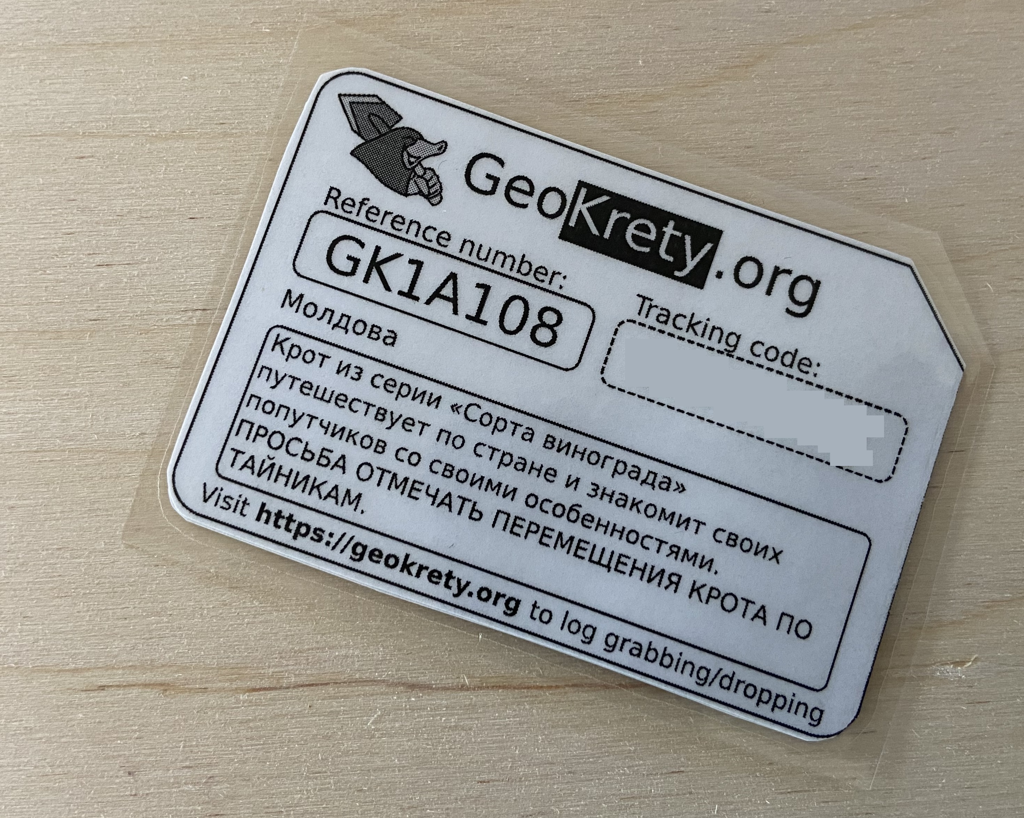 GeoKrety.org
Reference number:
GK1A108
Tracking code:
Молдова
Крот из серии «Сорта винограда»
путешествует по стране и знакомит своих
попутчиков со своими особенностями.
ПРОСЬБА ОТМЕЧАТЬ ПЕРЕМЕЩЕНИЯ КРОТА ПО
ТАЙНИКАМ.
Visit https://geokrety.org to log grabbing/dropping